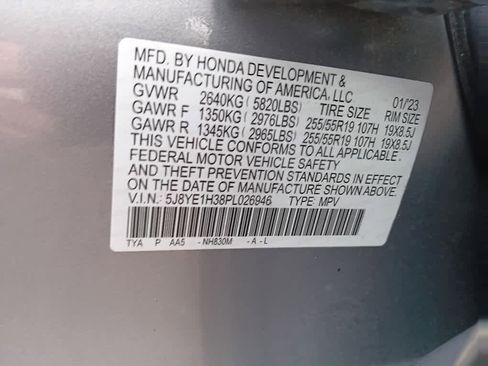 MFD. BY HONDA DEVELOPMENT &
MANUFACTURING OF AMERICA, LLC 01/23
GVWR 2640KG ( 5820LBS) TIRE SIZE RIM SIZE
GAWR F 1350KG ( 2976LBS) 255/55R19 107H 19X8.5J
GAWR R 1345KG ( 2965LBS) 255/55R19 107H 19X8.5J
THIS VEHICLE CONFORMS TO ALL APPLICABLE
FEDERAL MOTOR VEHICLE SAFETY
AND THEFT PREVENTION STANDARDS IN EFFECT
ON THE DATE OF MANUFACTURE SHOWN ABOVE.
V.I.N.: 5J8YE1H38PL026946 TYPE: MPV
TYA P AA5 - NH830M - A - L